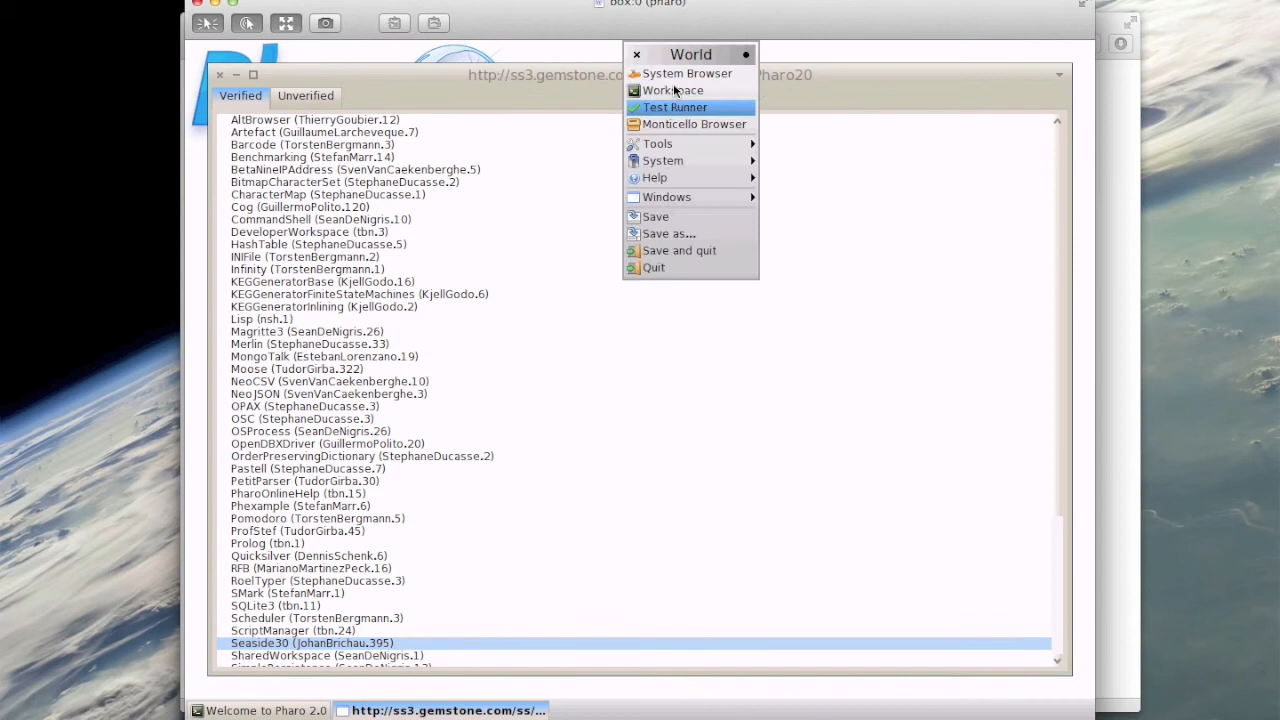 box:0 (pharo)
World
System Browser
Workspace
Test Runner
Monticello Browser
Tools
System
Help
Windows
Save
Save as...
Save and quit
Quit
http://ss3.gemstone.co
Pharo20
Verified
Unverified
AltBrowser (ThierryGoubier.12)
Artefact (GuillaumeLarcheveque.7)
Barcode (TorstenBergmann.3)
Benchmarking (StefanMarr.14)
BetaNineIPAddress (SvenVanCaekenberghe.5)
BitmapCharacterSet (StephaneDucasse.2)
CharacterMap (StephaneDucasse.1)
Cog (GuillermoPolito.120)
CommandShell (SeanDeNigris.10)
DeveloperWorkspace (tbn.3)
HashTable (StephaneDucasse.5)
INIFile (TorstenBergmann.2)
Infinity (TorstenBergmann.1)
KEGGeneratorBase (KjellGodo.16)
KEGGeneratorFiniteStateMachines (KjellGodo.6)
KEGGeneratorInlining (KjellGodo.2)
Lisp (nsh.1)
Magritte3 (SeanDeNigris.26)
Merlin (StephaneDucasse.33)
MongoTalk (EstebanLorenzano.19)
Moose (TudorGirba.322)
NeoCSV (SvenVanCaekenberghe.10)
NeoJSON (SvenVanCaekenberghe.3)
OPAX (StephaneDucasse.3)
OSC (StephaneDucasse.3)
OSProcess (SeanDeNigris.26)
OpenDBXDriver (GuillermoPolito.20)
OrderPreservingDictionary (StephaneDucasse.2)
Pastell (StephaneDucasse.7)
PetitParser (TudorGirba.30)
PharoOnlineHelp (tbn.15)
Phexample (StefanMarr.6)
Pomodoro (TorstenBergmann.5)
ProfStef (TudorGirba.45)
Prolog (tbn.1)
Quicksilver (DennisSchenk.6)
RFB (MarianoMartinezPeck.16)
RoelTyper (StephaneDucasse.3)
SMark (StefanMarr.1)
SQLite3 (tbn.11)
Scheduler (TorstenBergmann.3)
ScriptManager (tbn.24)
Seaside30 (JohanBrichau.395)
SharedWorkspace (SeanDeNigris.1)
Welcome to Pharo 2.0
http://ss3.gemstone.com/ss/...